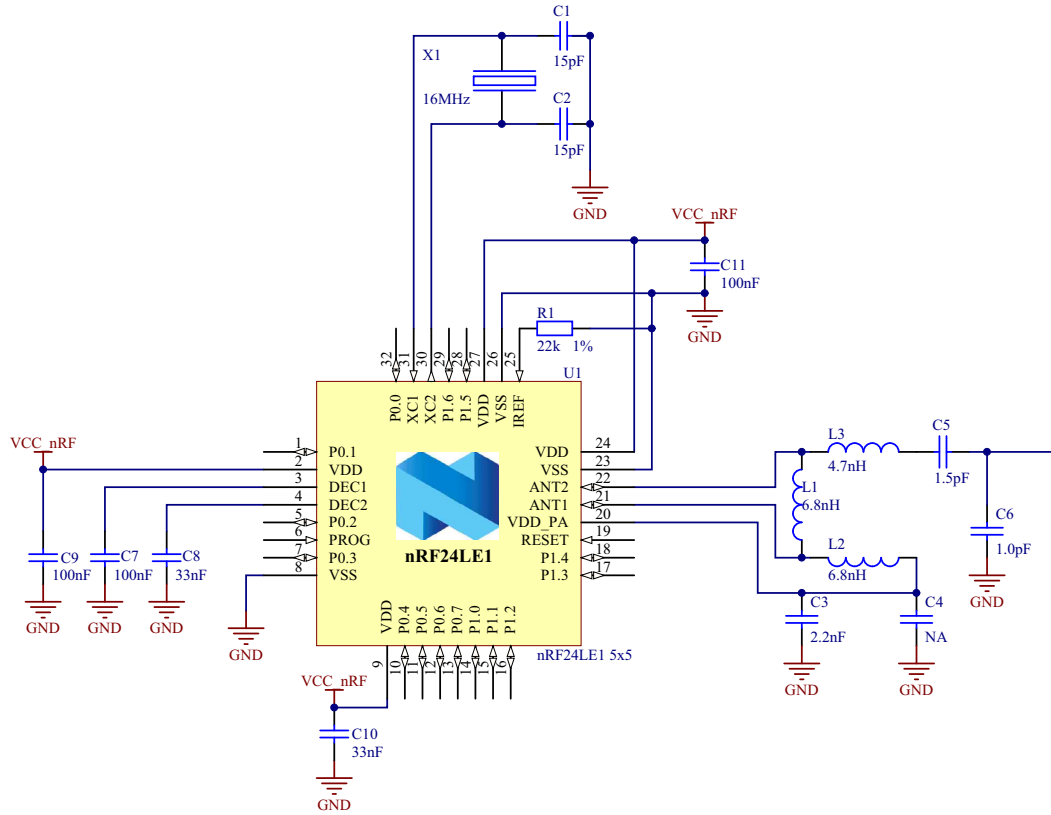 C1
15pF
X1
16MHz
C2
15pF
GND
VCC_nRF
C11
100nF
GND
R1
22k 1%
32
31
30
29
28
27
26
25
U1
P0.0
XC1
XC2
P1.6
P1.5
VDD
VSS
IREF
VCC_nRF
1 P0.1
2 VDD
3 DEC1
4 DEC2
5 P0.2
6 PROG
7 P0.3
8 VSS
nRF24LE1
VDD 24
VSS 23
ANT2 22
ANT1 21
VDD_PA 20
RESET 19
P1.4 18
P1.3 17
L3
4.7nH
C5
1.5pF
L1
6.8nH
L2
6.8nH
C6
1.0pF
GND
C9
100nF
C7
100nF
C8
33nF
GND
GND
GND
GND
C3
2.2nF
C4
NA
GND
GND
VDD
P0.4
P0.5
P0.6
P0.7
P1.0
P1.1
P1.2
nRF24LE1 5x5
9
10
11
12
13
14
15
16
VCC_nRF
C10
33nF
GND